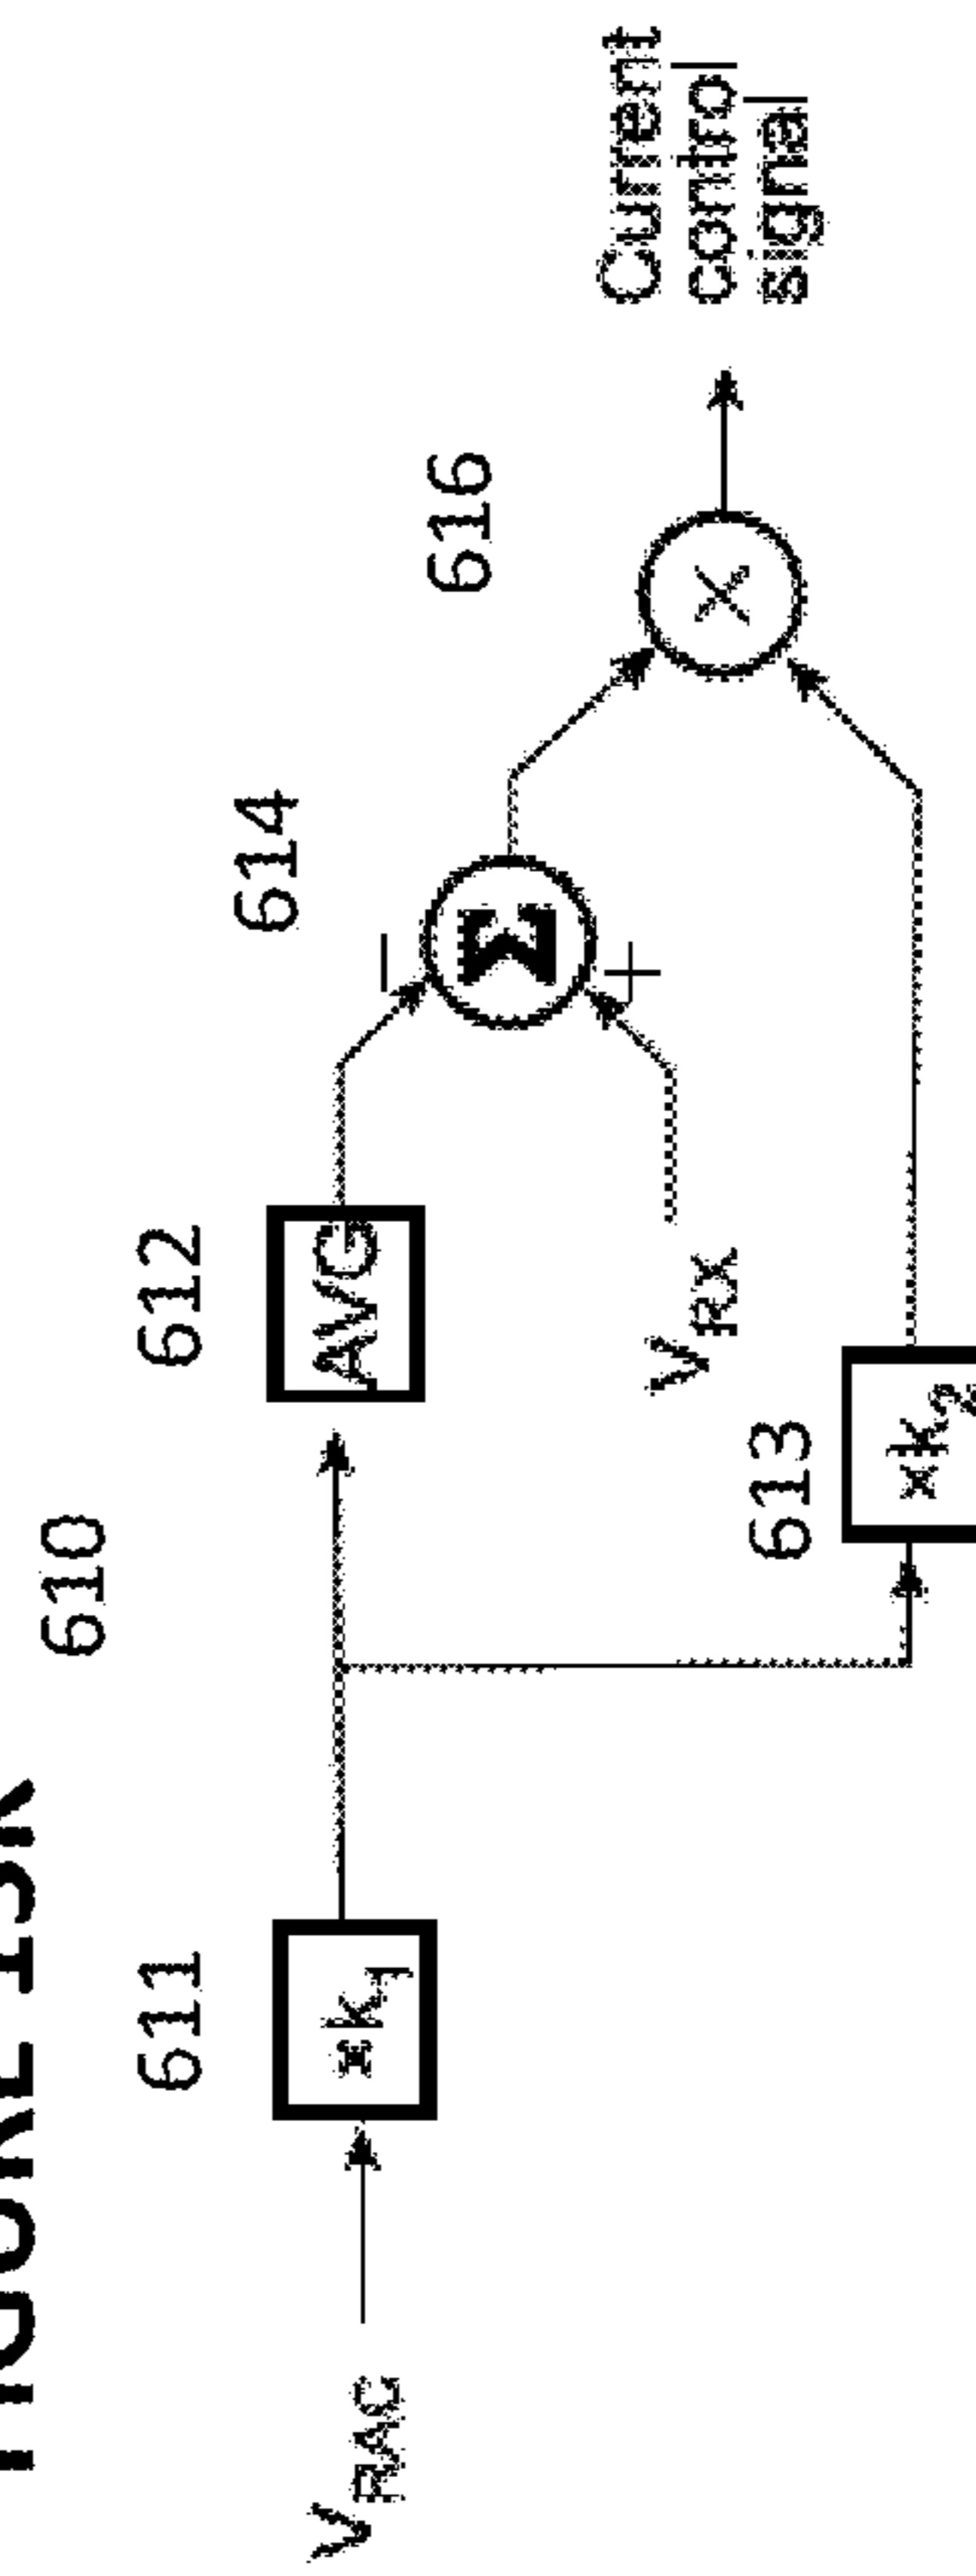 610
611
612
614
616
V_RAC
×k1
AVG
−
Σ
+
V_RX
613
×k2
×
Current
control
signal